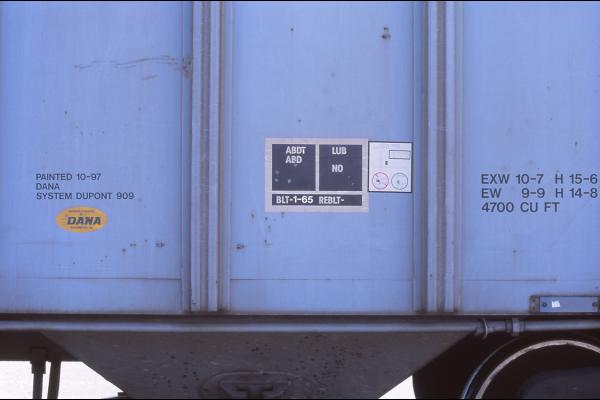 PAINTED 10-97
DANA
SYSTEM DUPONT 909
DANA
ABDT
ABD
LUB
NO
BLT-1-65 REBLT-
EXW 10-7 H 15-6
EW 9-9 H 14-8
4700 CU FT